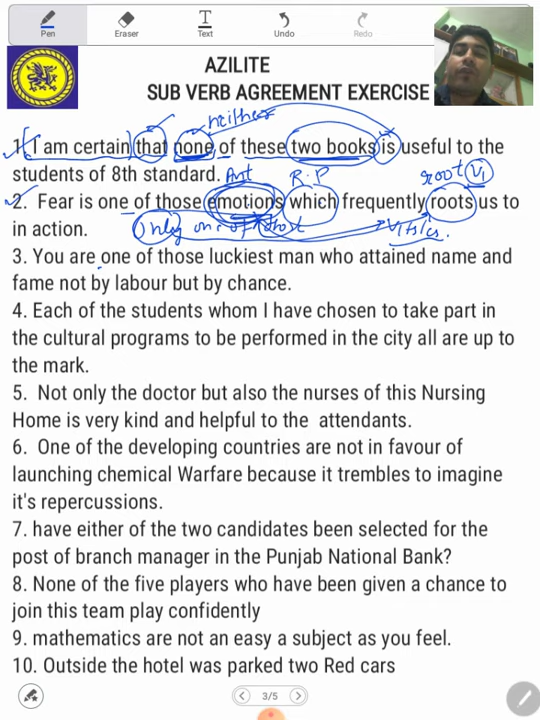 Pen Eraser Text Undo Redo
AZILITE
SUB VERB AGREEMENT EXERCISE
neither
1. I am certain that none of these two books is useful to the
students of 8th standard. Ant R.P root V1
2. Fear is one of those emotions which frequently roots us to
in action. Only one of those V1+s/es.
3. You are one of those luckiest man who attained name and
fame not by labour but by chance.
4. Each of the students whom I have chosen to take part in
the cultural programs to be performed in the city all are up to
the mark.
5. Not only the doctor but also the nurses of this Nursing
Home is very kind and helpful to the attendants.
6. One of the developing countries are not in favour of
launching chemical Warfare because it trembles to imagine
it's repercussions.
7. have either of the two candidates been selected for the
post of branch manager in the Punjab National Bank?
8. None of the five players who have been given a chance to
join this team play confidently
9. mathematics are not an easy a subject as you feel.
10. Outside the hotel was parked two Red cars
3/5